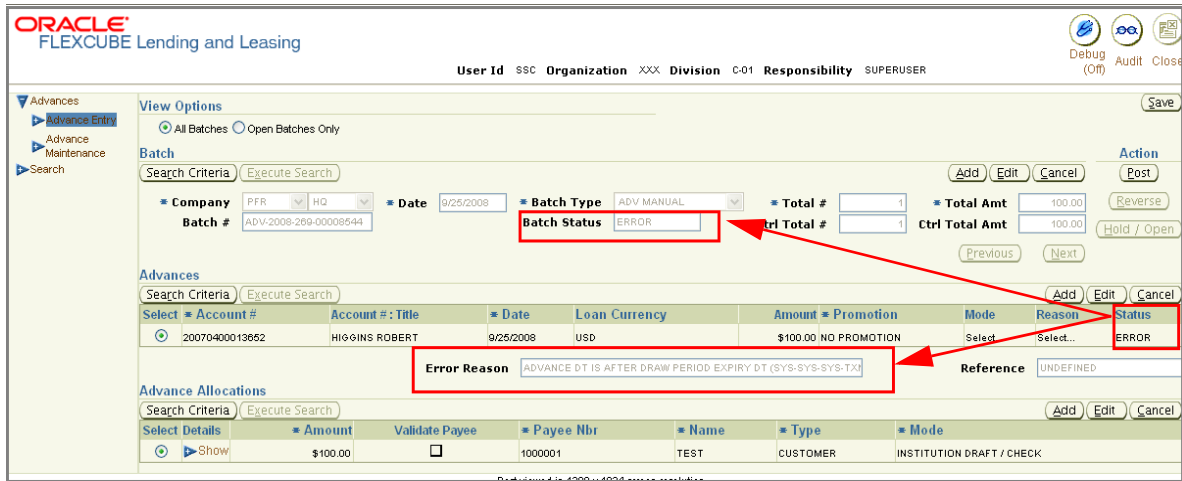 ORACLE
FLEXCUBE Lending and Leasing
Debug (Off) Audit Close
User Id SSC Organization XXX Division C-01 Responsibility SUPERUSER
Advances
Advance Entry
Advance Maintenance
Search
View Options
Save
All Batches Open Batches Only
Batch
Action
Search Criteria Execute Search Add Edit Cancel Post
* Company PFR HQ * Date 9/25/2008 * Batch Type ADV MANUAL * Total # 1 * Total Amt 100.00 Reverse
Batch # ADV-2008-269-00008544 Batch Status ERROR trl Total # 1 Ctrl Total Amt 100.00 Hold / Open
Previous Next
Advances
Search Criteria Execute Search Add Edit Cancel
Select * Account # Account # : Title * Date Loan Currency Amount * Promotion Mode Reason Status
20070400013652 HIGGINS ROBERT 9/25/2008 USD $100.00 NO PROMOTION Select Select... ERROR
Error Reason ADVANCE DT IS AFTER DRAW PERIOD EXPIRY DT (SYS-SYS-SYS-TXN Reference UNDEFINED
Advance Allocations
Search Criteria Execute Search Add Edit Cancel
Select Details * Amount Validate Payee * Payee Nbr * Name * Type * Mode
Show $100.00 1000001 TEST CUSTOMER INSTITUTION DRAFT / CHECK